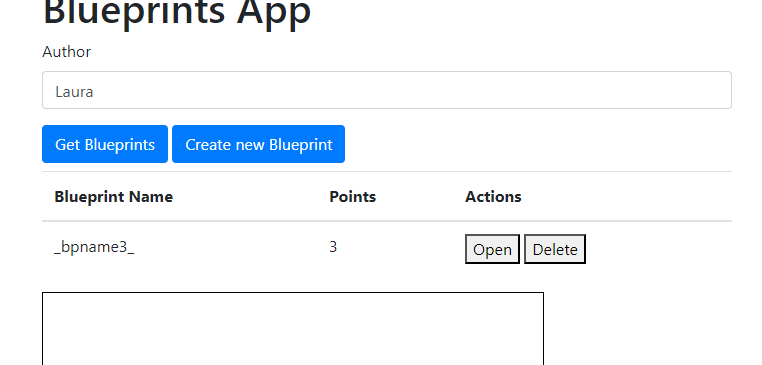 Blueprints App
Author
Laura
Get Blueprints Create new Blueprint
Blueprint Name Points Actions
_bpname3_ 3 Open Delete